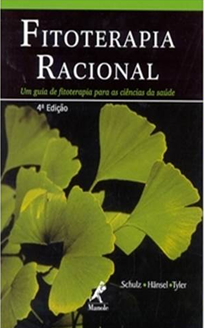 FITOTERAPIA
RACIONAL
Um guia de fitoterapia para as ciências da saúde
4ª Edição
Schulz • Hänsel • Tyler
Manole